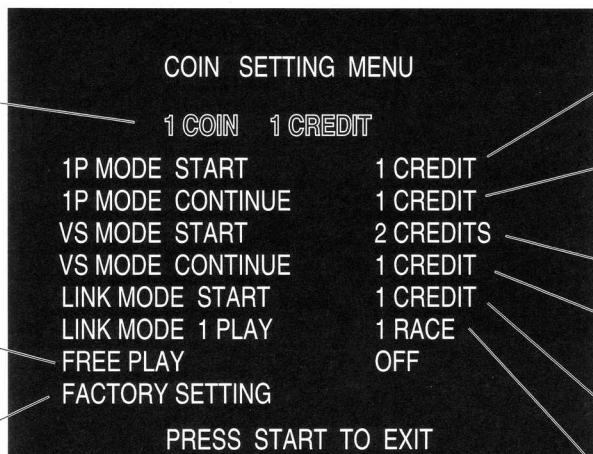 COIN SETTING MENU
1 COIN 1 CREDIT
1P MODE START 1 CREDIT
1P MODE CONTINUE 1 CREDIT
VS MODE START 2 CREDITS
VS MODE CONTINUE 1 CREDIT
LINK MODE START 1 CREDIT
LINK MODE 1 PLAY 1 RACE
FREE PLAY OFF
FACTORY SETTING
PRESS START TO EXIT